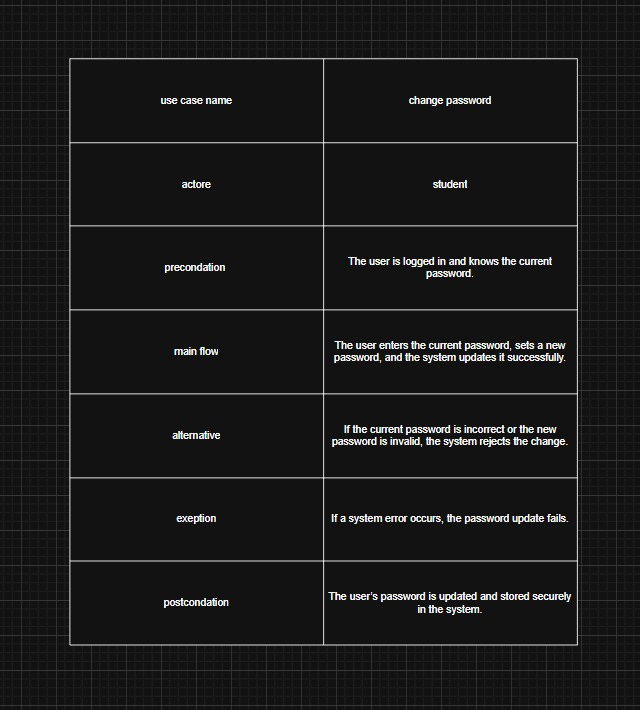 use case name
change password
actore
student
precondation
The user is logged in and knows the current
password.
main flow
The user enters the current password, sets a new
password, and the system updates it successfully.
alternative
If the current password is incorrect or the new
password is invalid, the system rejects the change.
exeption
If a system error occurs, the password update fails.
postcondation
The user’s password is updated and stored securely
in the system.